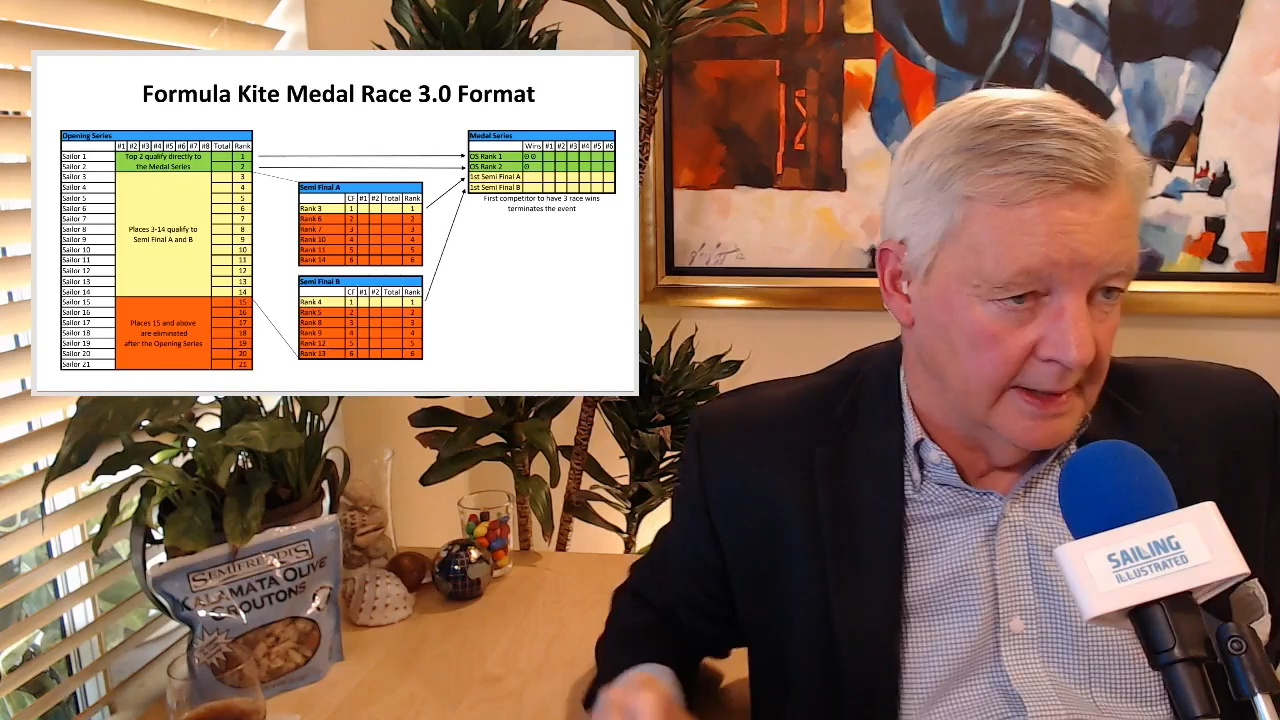 Formula Kite Medal Race 3.0 Format
Opening Series
#1 #2 #3 #4 #5 #6 #7 #8 Total Rank
Sailor 1 1
Sailor 2 2
Sailor 3 3
Sailor 4 4
Sailor 5 5
Sailor 6 6
Sailor 7 7
Sailor 8 8
Sailor 9 9
Sailor 10 10
Sailor 11 11
Sailor 12 12
Sailor 13 13
Sailor 14 14
Sailor 15 15
Sailor 16 16
Sailor 17 17
Sailor 18 18
Sailor 19 19
Sailor 20 20
Sailor 21 21
Top 2 qualify directly to
the Medal Series
Places 3-14 qualify to
Semi Final A and B
Places 15 and above
are eliminated
after the Opening Series
Semi Final A
CF #1 #2 Total Rank
Rank 3 1 1
Rank 6 2 2
Rank 7 3 3
Rank 10 4 4
Rank 11 5 5
Rank 14 6 6
Semi Final B
CF #1 #2 Total Rank
Rank 4 1 1
Rank 5 2 2
Rank 8 3 3
Rank 9 4 4
Rank 12 5 5
Rank 13 6 6
Medal Series
Wins #1 #2 #3 #4 #5 #6
OS Rank 1
OS Rank 2
1st Semi Final A
1st Semi Final B
First competitor to have 3 race wins
terminates the event
SEMIFREDDI'S
KALAMATA OLIVE
CROUTONS
SAILING
ILLUSTRATED